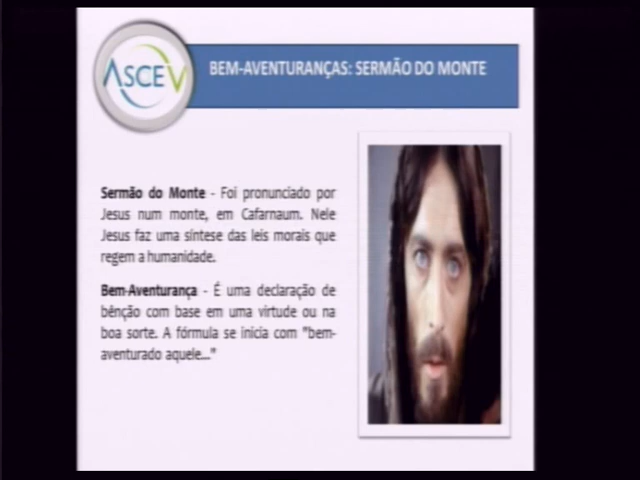 ASCEV
BEM-AVENTURANÇAS: SERMÃO DO MONTE
Sermão do Monte - Foi pronunciado por
Jesus num monte, em Cafarnaum. Nele
Jesus faz uma síntese das leis morais que
regem a humanidade.
Bem-Aventurança - É uma declaração de
bênção com base em uma virtude ou na
boa sorte. A fórmula se inicia com "bem-
aventurado aquele..."